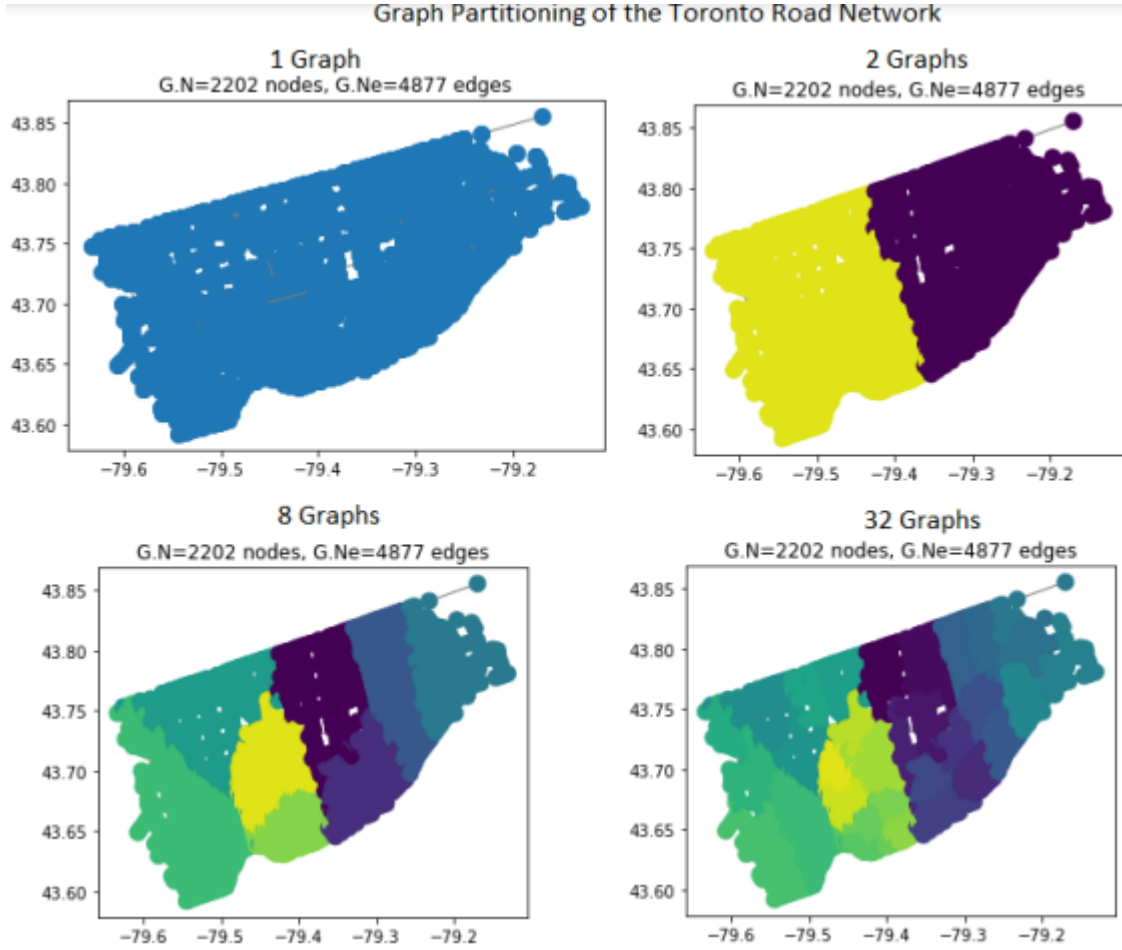 Graph Partitioning of the Toronto Road Network
1 Graph
G.N=2202 nodes, G.Ne=4877 edges
43.85
43.80
43.75
43.70
43.65
43.60
−79.6 −79.5 −79.4 −79.3 −79.2
2 Graphs
G.N=2202 nodes, G.Ne=4877 edges
43.85
43.80
43.75
43.70
43.65
43.60
−79.6 −79.5 −79.4 −79.3 −79.2
8 Graphs
G.N=2202 nodes, G.Ne=4877 edges
43.85
43.80
43.75
43.70
43.65
43.60
−79.6 −79.5 −79.4 −79.3 −79.2
32 Graphs
G.N=2202 nodes, G.Ne=4877 edges
43.85
43.80
43.75
43.70
43.65
43.60
−79.6 −79.5 −79.4 −79.3 −79.2